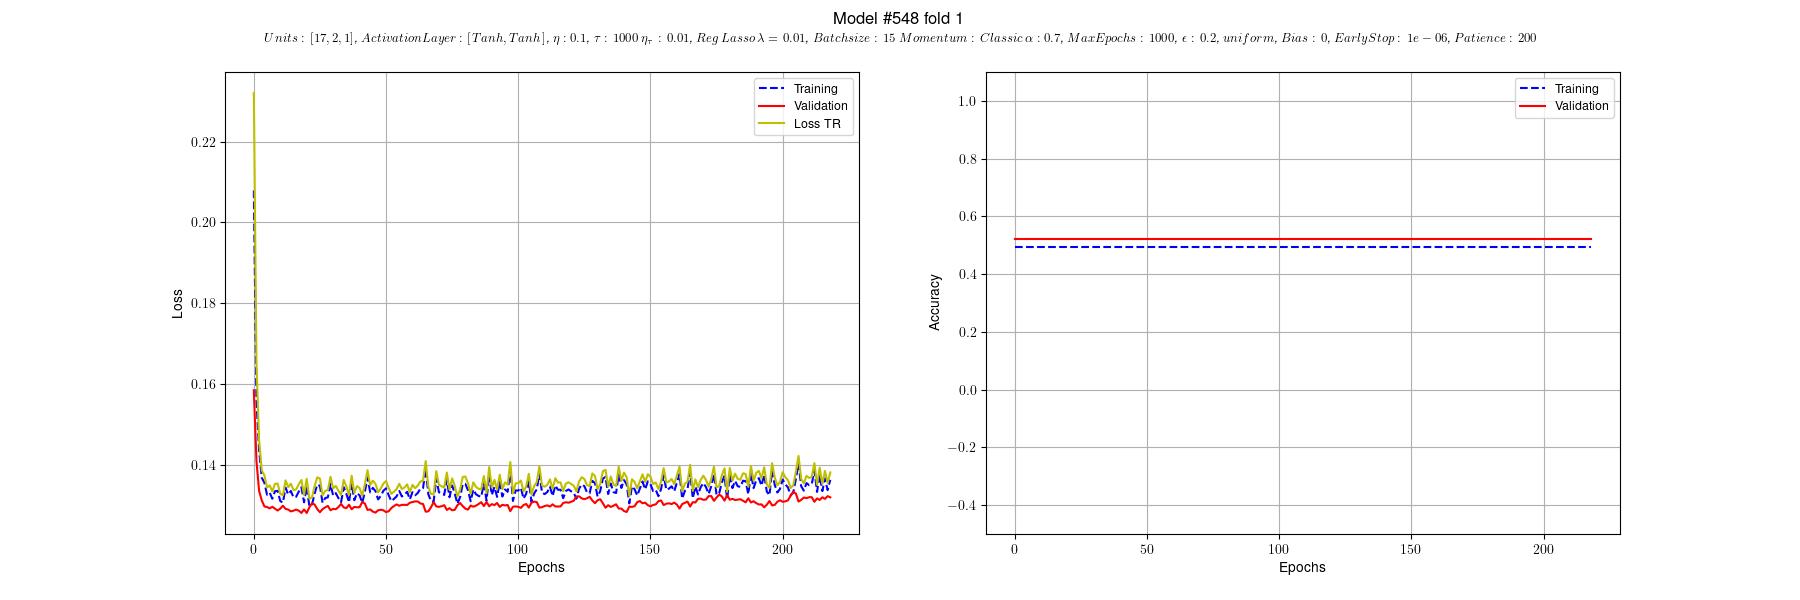 Model #548 fold 1
Units : [17, 2, 1], ActivationLayer : [Tanh, Tanh], η : 0.1, τ : 1000 η_τ : 0.01, Reg Lasso λ = 0.01, Batchsize : 15 Momentum : Classic α : 0.7, MaxEpochs : 1000, ϵ : 0.2, uniform, Bias : 0, EarlyStop : 1e − 06, Patience : 200
Training
Validation
Loss TR
0.22
0.20
0.18
0.16
0.14
Loss
0 50 100 150 200
Epochs
Training
Validation
1.0
0.8
0.6
0.4
0.2
0.0
−0.2
−0.4
Accuracy
0 50 100 150 200
Epochs